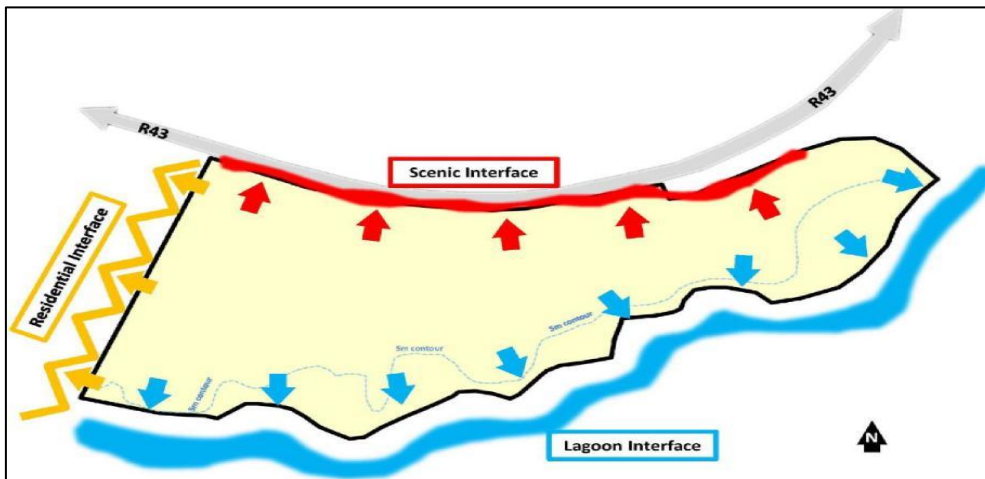 R43
R43
Scenic Interface
Residential Interface
5m contour
5m contour
5m contour
Lagoon Interface
N